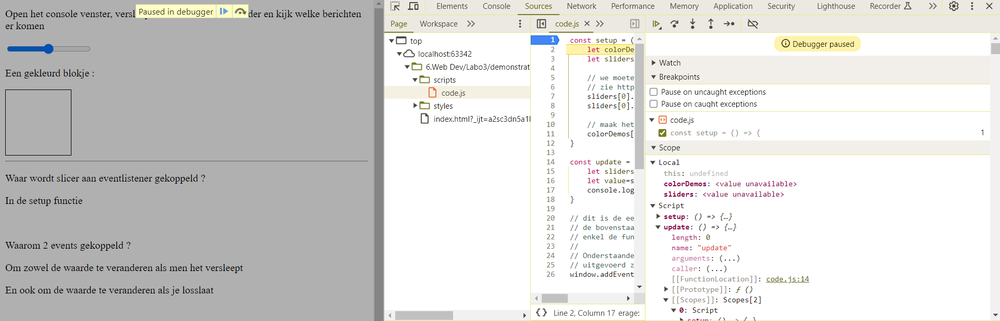 Open het console venster, versl
der en kijk welke berichten
er komen
Paused in debugger
Een gekleurd blokje :
Waar wordt slicer aan eventlistener gekoppeld ?
In de setup functie
Waarom 2 events gekoppeld ?
Om zowel de waarde te veranderen als men het versleept
En ook om de waarde te veranderen als je loslaat
Elements Console Sources Network Performance Memory Application Security Lighthouse Recorder
Page Workspace
top
localhost:63342
6.Web Dev/Labo3/demonstrat
scripts
code.js
styles
index.html?_ijt=a2sc3dn5a1l
code.js
1 const setup = (
2 let colorDe
3 let sliders
4
5 // we moete
6 // zie http
7 sliders[0].
8 sliders[0].
9
10 // maak het
11 colorDemos[
12 }
13
14 const update =
15 let sliders
16 let value=s
17 console.log
18 }
19
20 // dit is de ee
21 // de bovenstaa
22 // enkel de fun
23 //
24 // Onderstaande
25 // uitgevoerd z
26 window.addEvent
{} Line 2, Column 17 erage:
Debugger paused
Watch
Breakpoints
Pause on uncaught exceptions
Pause on caught exceptions
code.js
const setup = () => { 1
Scope
Local
this: undefined
colorDemos: <value unavailable>
sliders: <value unavailable>
Script
setup: () => {…}
update: () => {…}
length: 0
name: "update"
arguments: (...)
caller: (...)
[[FunctionLocation]]: code.js:14
[[Prototype]]: ƒ ()
[[Scopes]]: Scopes[2]
0: Script
setup: () => {…}